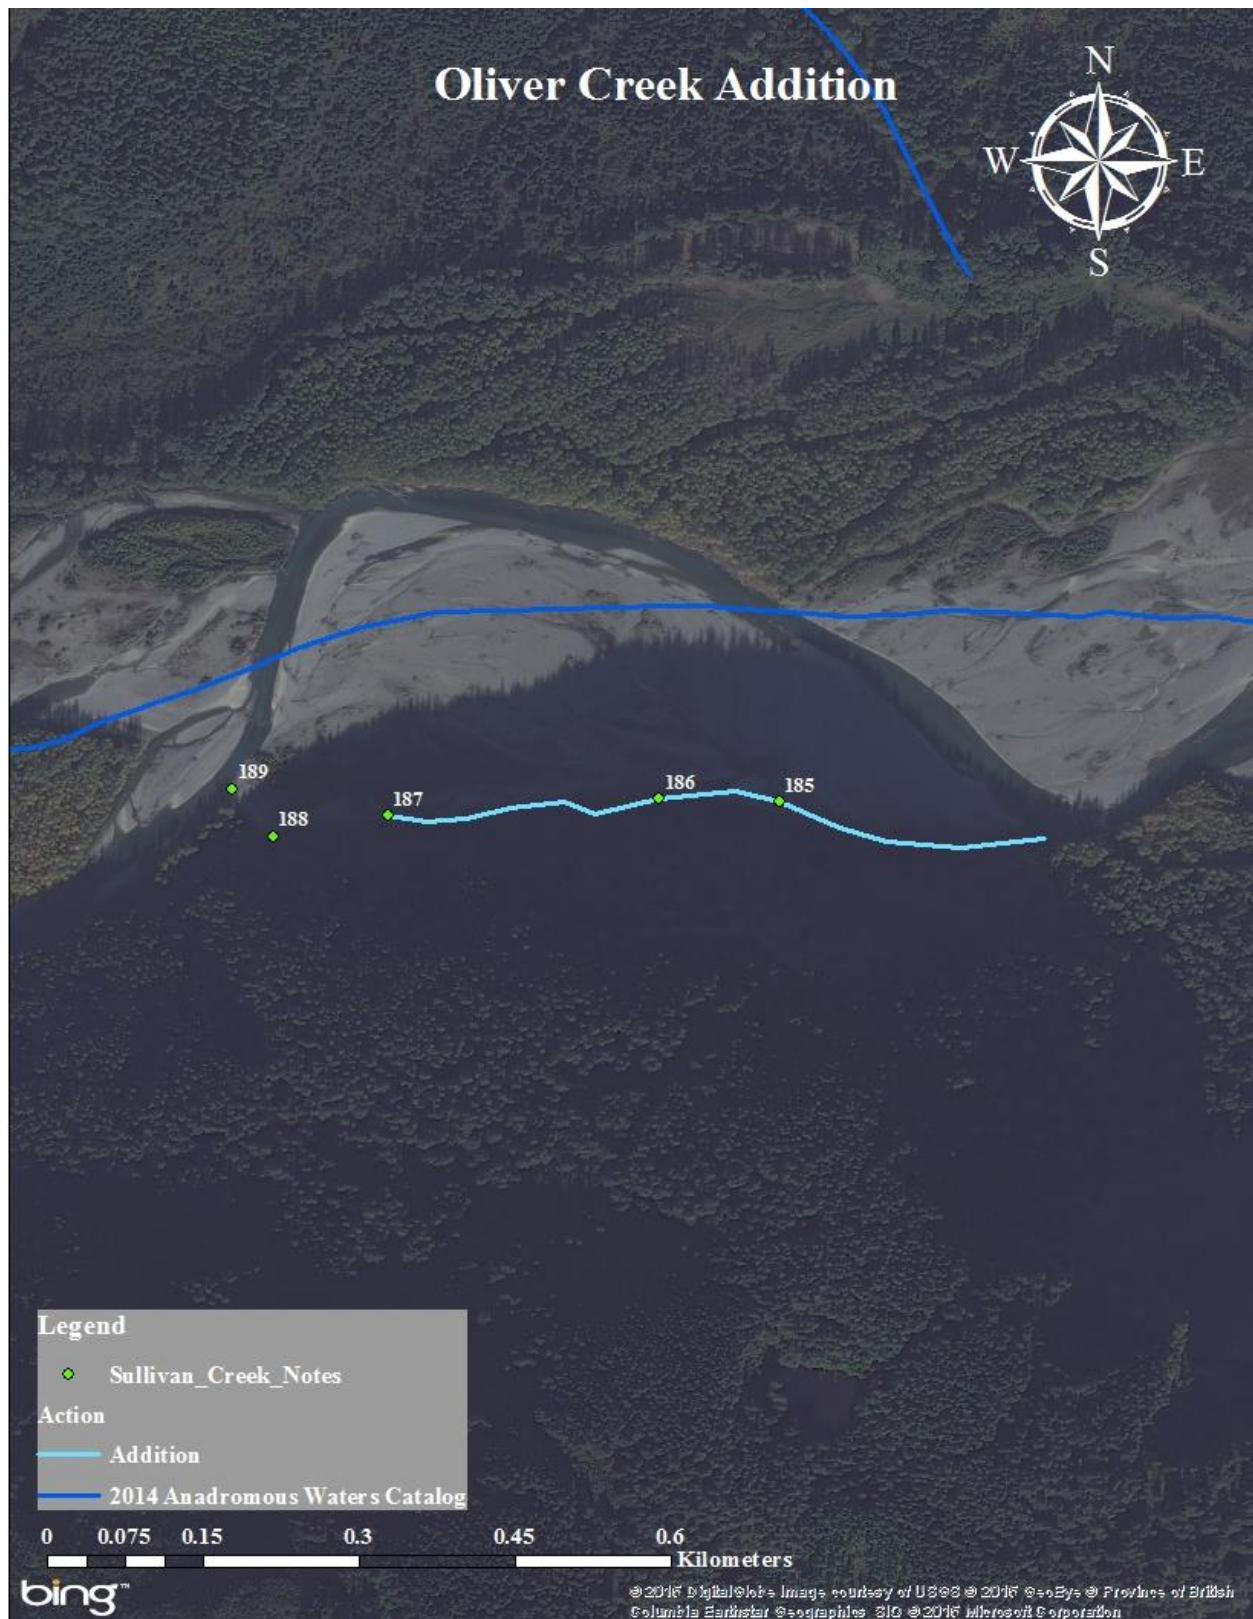 Oliver Creek Addition
N
W E
S
189
188
187
186
185
Legend
Sullivan_Creek_Notes
Action
Addition
2014 Anadromous Waters Catalog
0 0.075 0.15 0.3 0.45 0.6
Kilometers
bing™
© 2016 DigitalGlobe Image courtesy of USGS © 2016 GeoEye © Province of British
Columbia Earthstar Geographics SIO © 2016 Microsoft Corporation